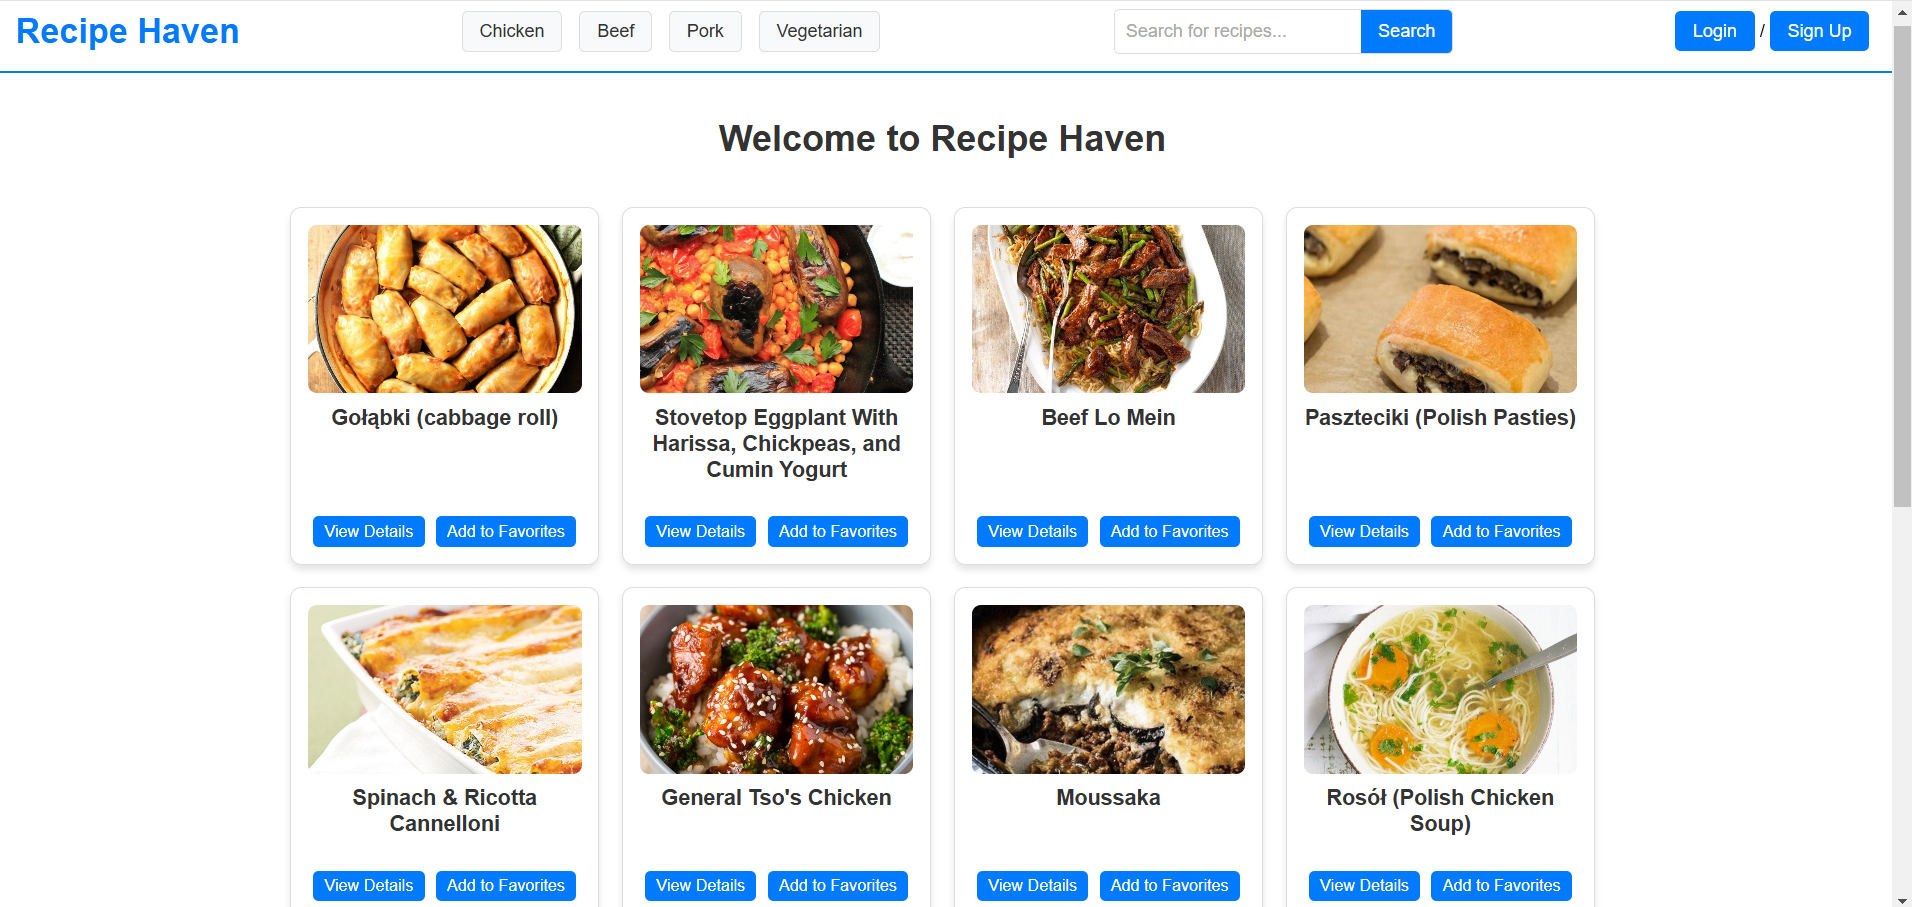 Recipe Haven
Chicken
Beef
Pork
Vegetarian
Search for recipes...
Search
Login / Sign Up
Welcome to Recipe Haven
Gołąbki (cabbage roll)
View Details
Add to Favorites
Stovetop Eggplant With
Harissa, Chickpeas, and
Cumin Yogurt
View Details
Add to Favorites
Beef Lo Mein
View Details
Add to Favorites
Paszteciki (Polish Pasties)
View Details
Add to Favorites
Spinach & Ricotta
Cannelloni
View Details
Add to Favorites
General Tso's Chicken
View Details
Add to Favorites
Moussaka
View Details
Add to Favorites
Rosół (Polish Chicken
Soup)
View Details
Add to Favorites